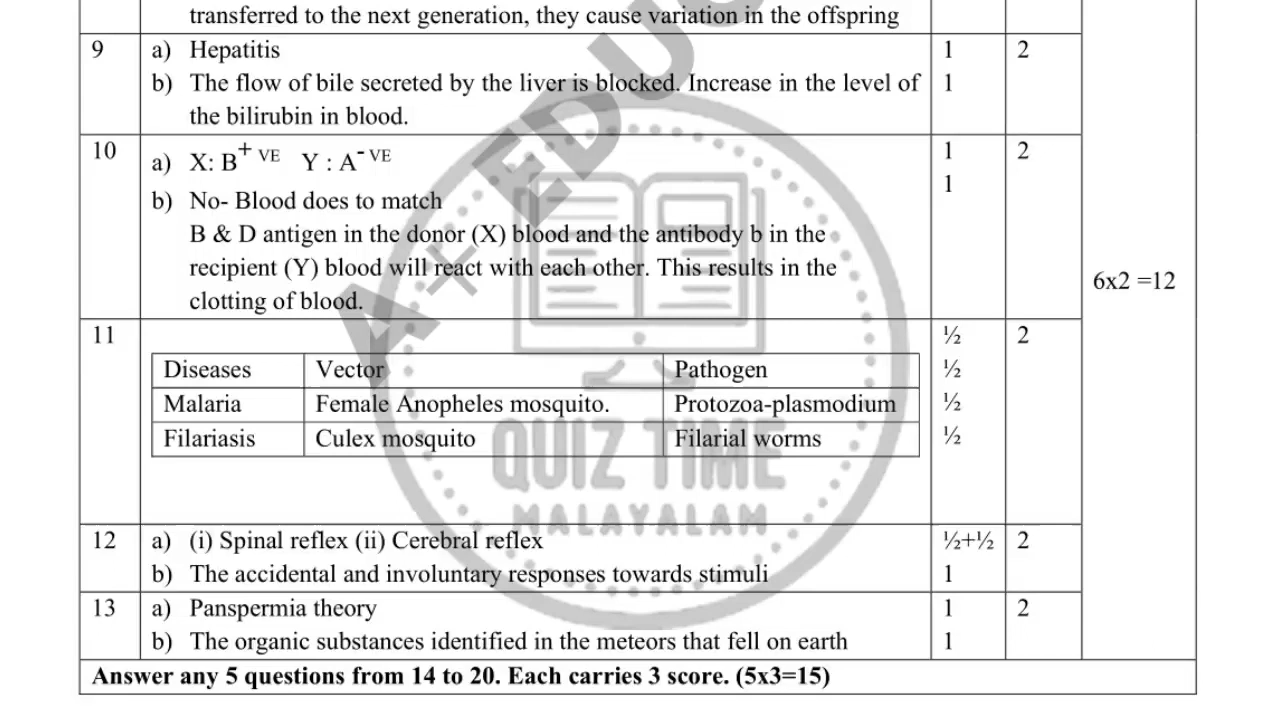 transferred to the next generation, they cause variation in the offspring
9 a) Hepatitis 1 2
b) The flow of bile secreted by the liver is blocked. Increase in the level of 1
the bilirubin in blood.
10 a) X: B+ VE Y : A- VE 1 2
1
b) No- Blood does to match
B & D antigen in the donor (X) blood and the antibody b in the
recipient (Y) blood will react with each other. This results in the
clotting of blood.
6x2 =12
11 ½ 2
Diseases Vector Pathogen ½
Malaria Female Anopheles mosquito. Protozoa-plasmodium ½
Filariasis Culex mosquito Filarial worms ½
12 a) (i) Spinal reflex (ii) Cerebral reflex ½+½ 2
b) The accidental and involuntary responses towards stimuli 1
13 a) Panspermia theory 1 2
b) The organic substances identified in the meteors that fell on earth 1
Answer any 5 questions from 14 to 20. Each carries 3 score. (5x3=15)
A+ EDUC
QUIZ TIME
MALAYALAM